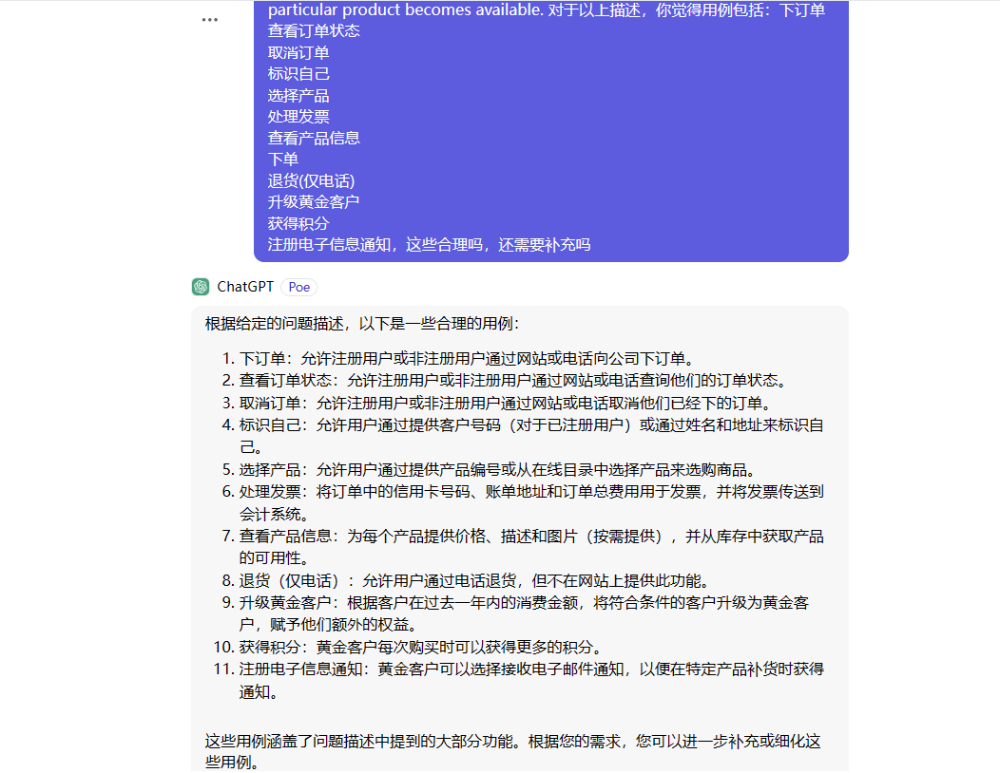 particular product becomes available. 对于以上描述，你觉得用例包括：下订单
查看订单状态
取消订单
标识自己
选择产品
处理发票
查看产品信息
下单
退货(仅电话)
升级黄金客户
获得积分
注册电子信息通知，这些合理吗，还需要补充吗
ChatGPT Poe
根据给定的问题描述，以下是一些合理的用例：
1. 下订单：允许注册用户或非注册用户通过网站或电话向公司下订单。
2. 查看订单状态：允许注册用户或非注册用户通过网站或电话查询他们的订单状态。
3. 取消订单：允许注册用户或非注册用户通过网站或电话取消他们已经下的订单。
4. 标识自己：允许用户通过提供客户号码（对于已注册用户）或通过姓名和地址来标识自
己。
5. 选择产品：允许用户通过提供产品编号或从在线目录中选择产品来选购商品。
6. 处理发票：将订单中的信用卡号码、账单地址和订单总费用用于发票，并将发票传送到
会计系统。
7. 查看产品信息：为每个产品提供价格、描述和图片（按需提供），并从库存中获取产品
的可用性。
8. 退货（仅电话）：允许用户通过电话退货，但不在网站上提供此功能。
9. 升级黄金客户：根据客户在过去一年内的消费金额，将符合条件的客户升级为黄金客
户，赋予他们额外的权益。
10. 获得积分：黄金客户每次购买时可以获得更多的积分。
11. 注册电子信息通知：黄金客户可以选择接收电子邮件通知，以便在特定产品补货时获得
通知。
这些用例涵盖了问题描述中提到的大部分功能。根据您的需求，您可以进一步补充或细化这
些用例。